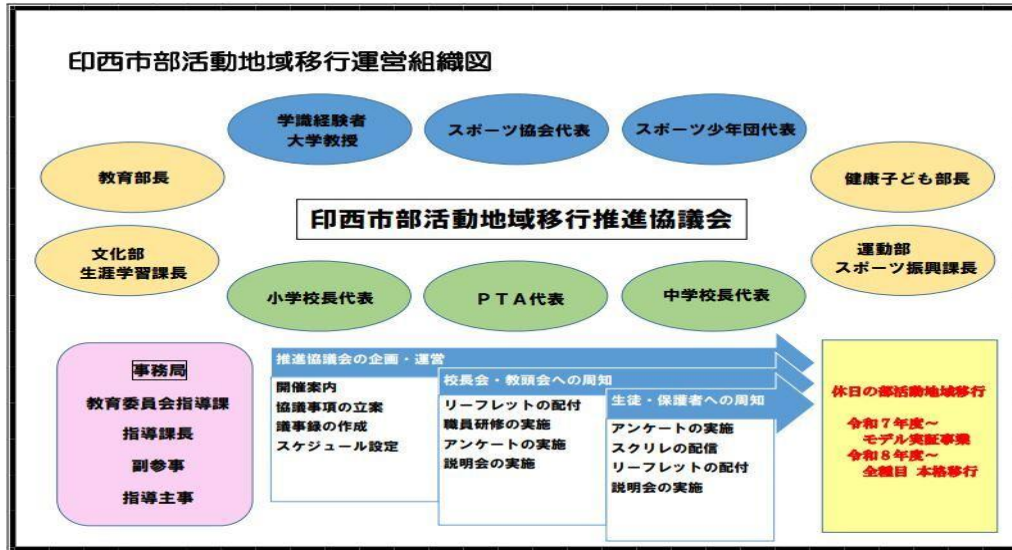 印西市部活動地域移行運営組織図
学識経験者
大学教授
スポーツ協会代表
スポーツ少年団代表
教育部長
健康子ども部長
印西市部活動地域移行推進協議会
文化部
生涯学習課長
運動部
スポーツ振興課長
小学校長代表
PTA代表
中学校長代表
事務局
教育委員会指導課
指導課長
副参事
指導主事
推進協議会の企画・運営
開催案内
協議事項の立案
議事録の作成
スケジュール設定
校長会・教頭会への周知
リーフレットの配付
職員研修の実施
アンケートの実施
説明会の実施
生徒・保護者への周知
アンケートの実施
スクリレの配信
リーフレットの配付
説明会の実施
休日の部活動地域移行
令和7年度～
モデル実証事業
令和8年度～
全種目 本格移行